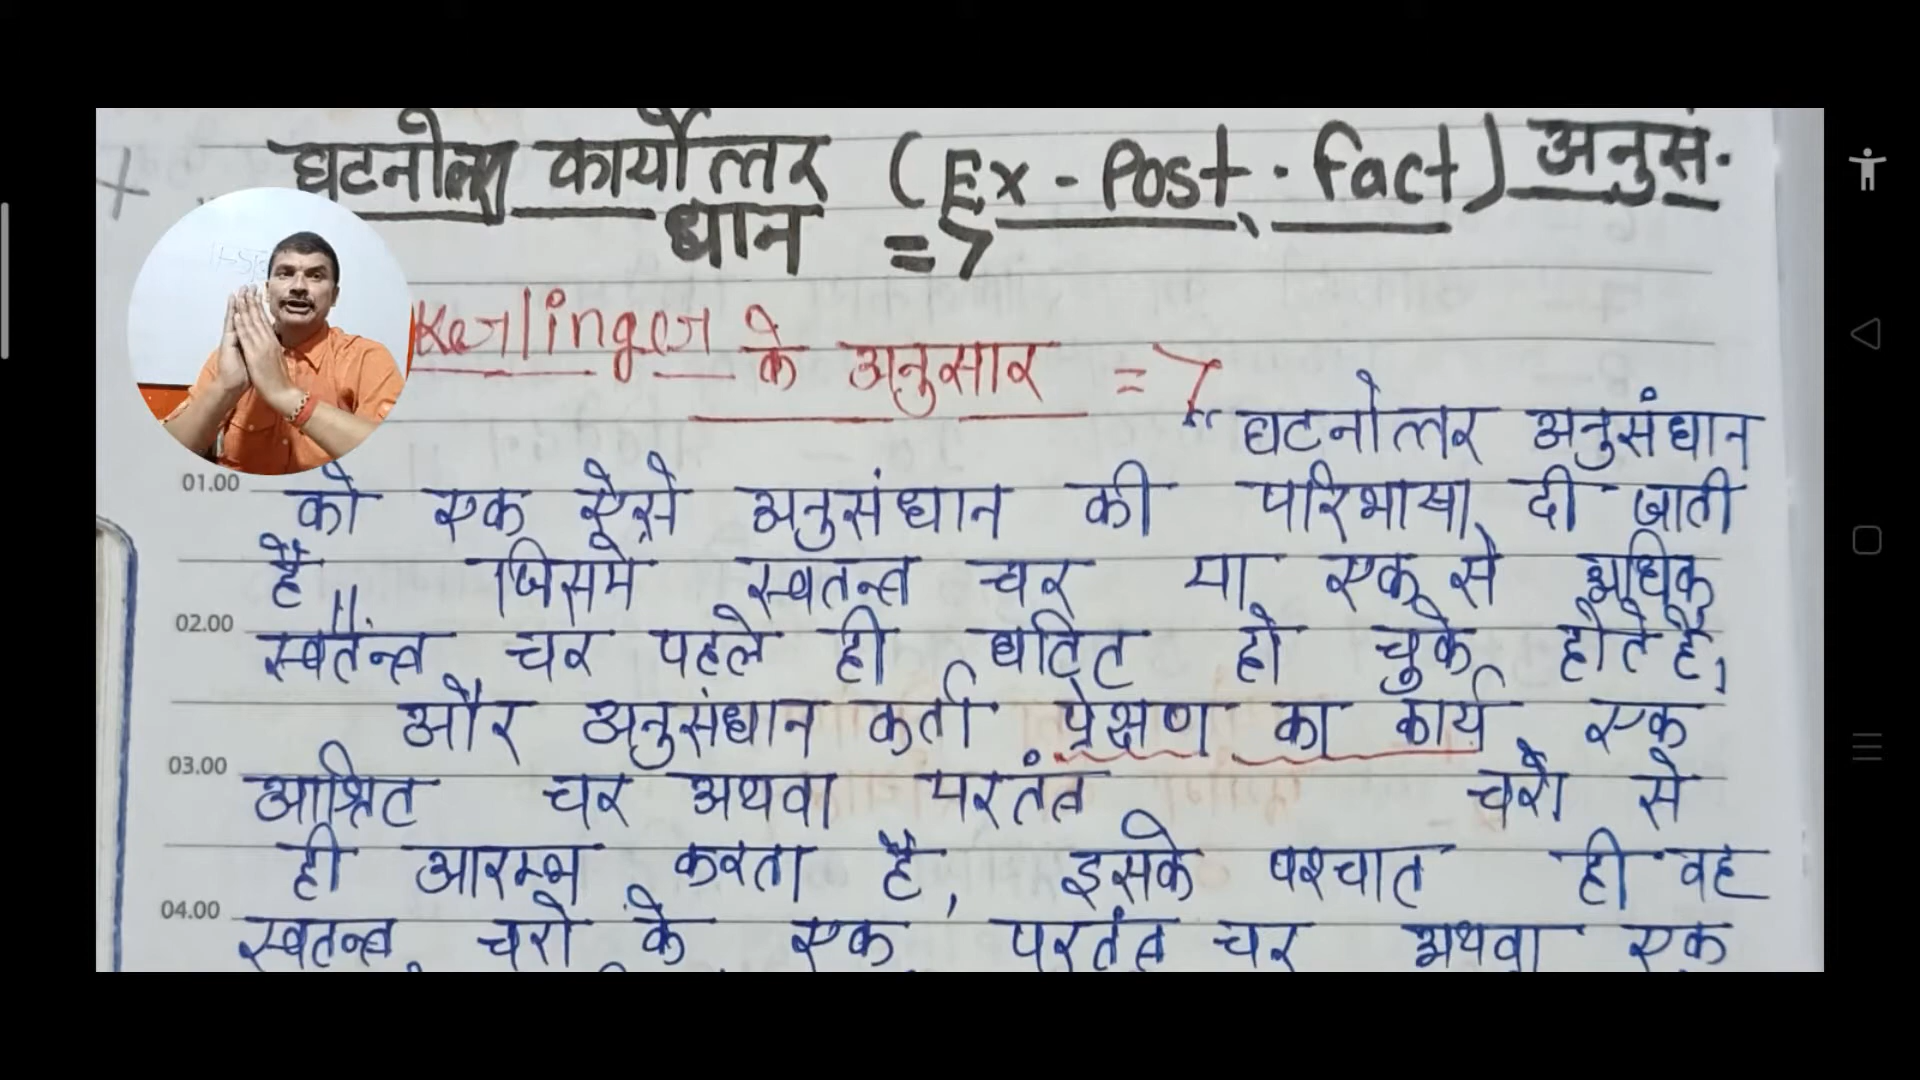 घटनोत्तर कार्योत्तर (Ex - Post - fact) अनुसं-
धान =>
Kerlinger के अनुसार =>
"घटनोत्तर अनुसंधान
01.00
को एक ऐसे अनुसंधान की परिभाषा दी जाती
है, जिसमे स्वतन्त्र चर या एक से अधिक
02.00
स्वतंन्त्र चर पहले ही घटित हो चुके होते है,
और अनुसंधान कर्ता प्रेक्षण का कार्य एक
03.00
आश्रित चर अथवा परतंत्र चरो से
ही आरम्भ करता है, इसके पश्चात ही वह
04.00
स्वतन्त्र चरो के एक परतंत्र चर अथवा एक